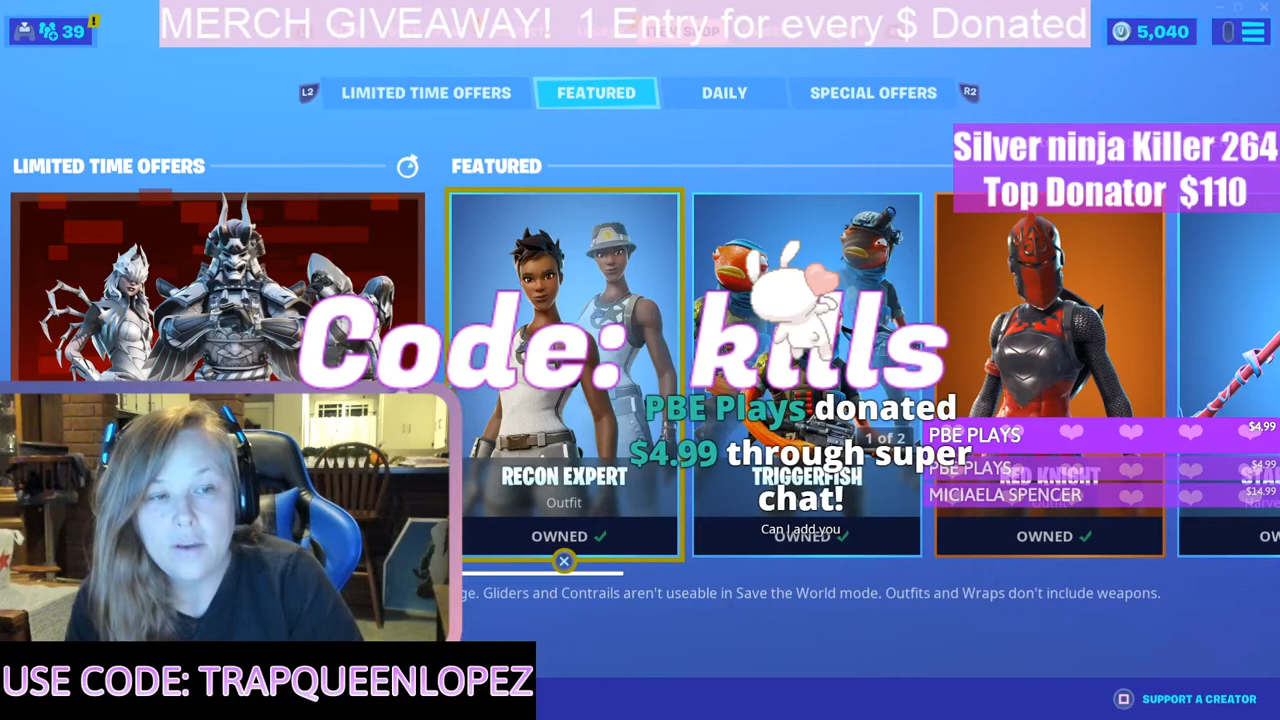 MERCH GIVEAWAY! 1 Entry for every $ Donated
39
!
5,040
L2
LIMITED TIME OFFERS
FEATURED
DAILY
SPECIAL OFFERS
R2
LIMITED TIME OFFERS
FEATURED
Silver ninja Killer 264
Top Donator $110
Code: kills
PBE Plays donated
$4.99 through super
chat!
Can I add you
1 of 2
PBE PLAYS
$4.99
PBE PLAYS
$4.99
MICIAELA SPENCER
$14.99
RECON EXPERT
Outfit
OWNED
TRIGGERFISH
OWNED
RED KNIGHT
Outfit
OWNED
ge. Gliders and Contrails aren't useable in Save the World mode. Outfits and Wraps don't include weapons.
USE CODE: TRAPQUEENLOPEZ
SUPPORT A CREATOR